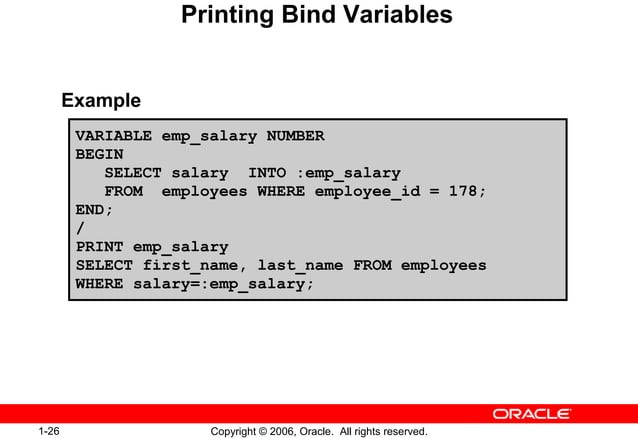 Printing Bind Variables
Example
VARIABLE emp_salary NUMBER
BEGIN
   SELECT salary  INTO :emp_salary
   FROM  employees WHERE employee_id = 178;
END;
/
PRINT emp_salary
SELECT first_name, last_name FROM employees
WHERE salary=:emp_salary;
ORACLE
1-26
Copyright © 2006, Oracle.  All rights reserved.